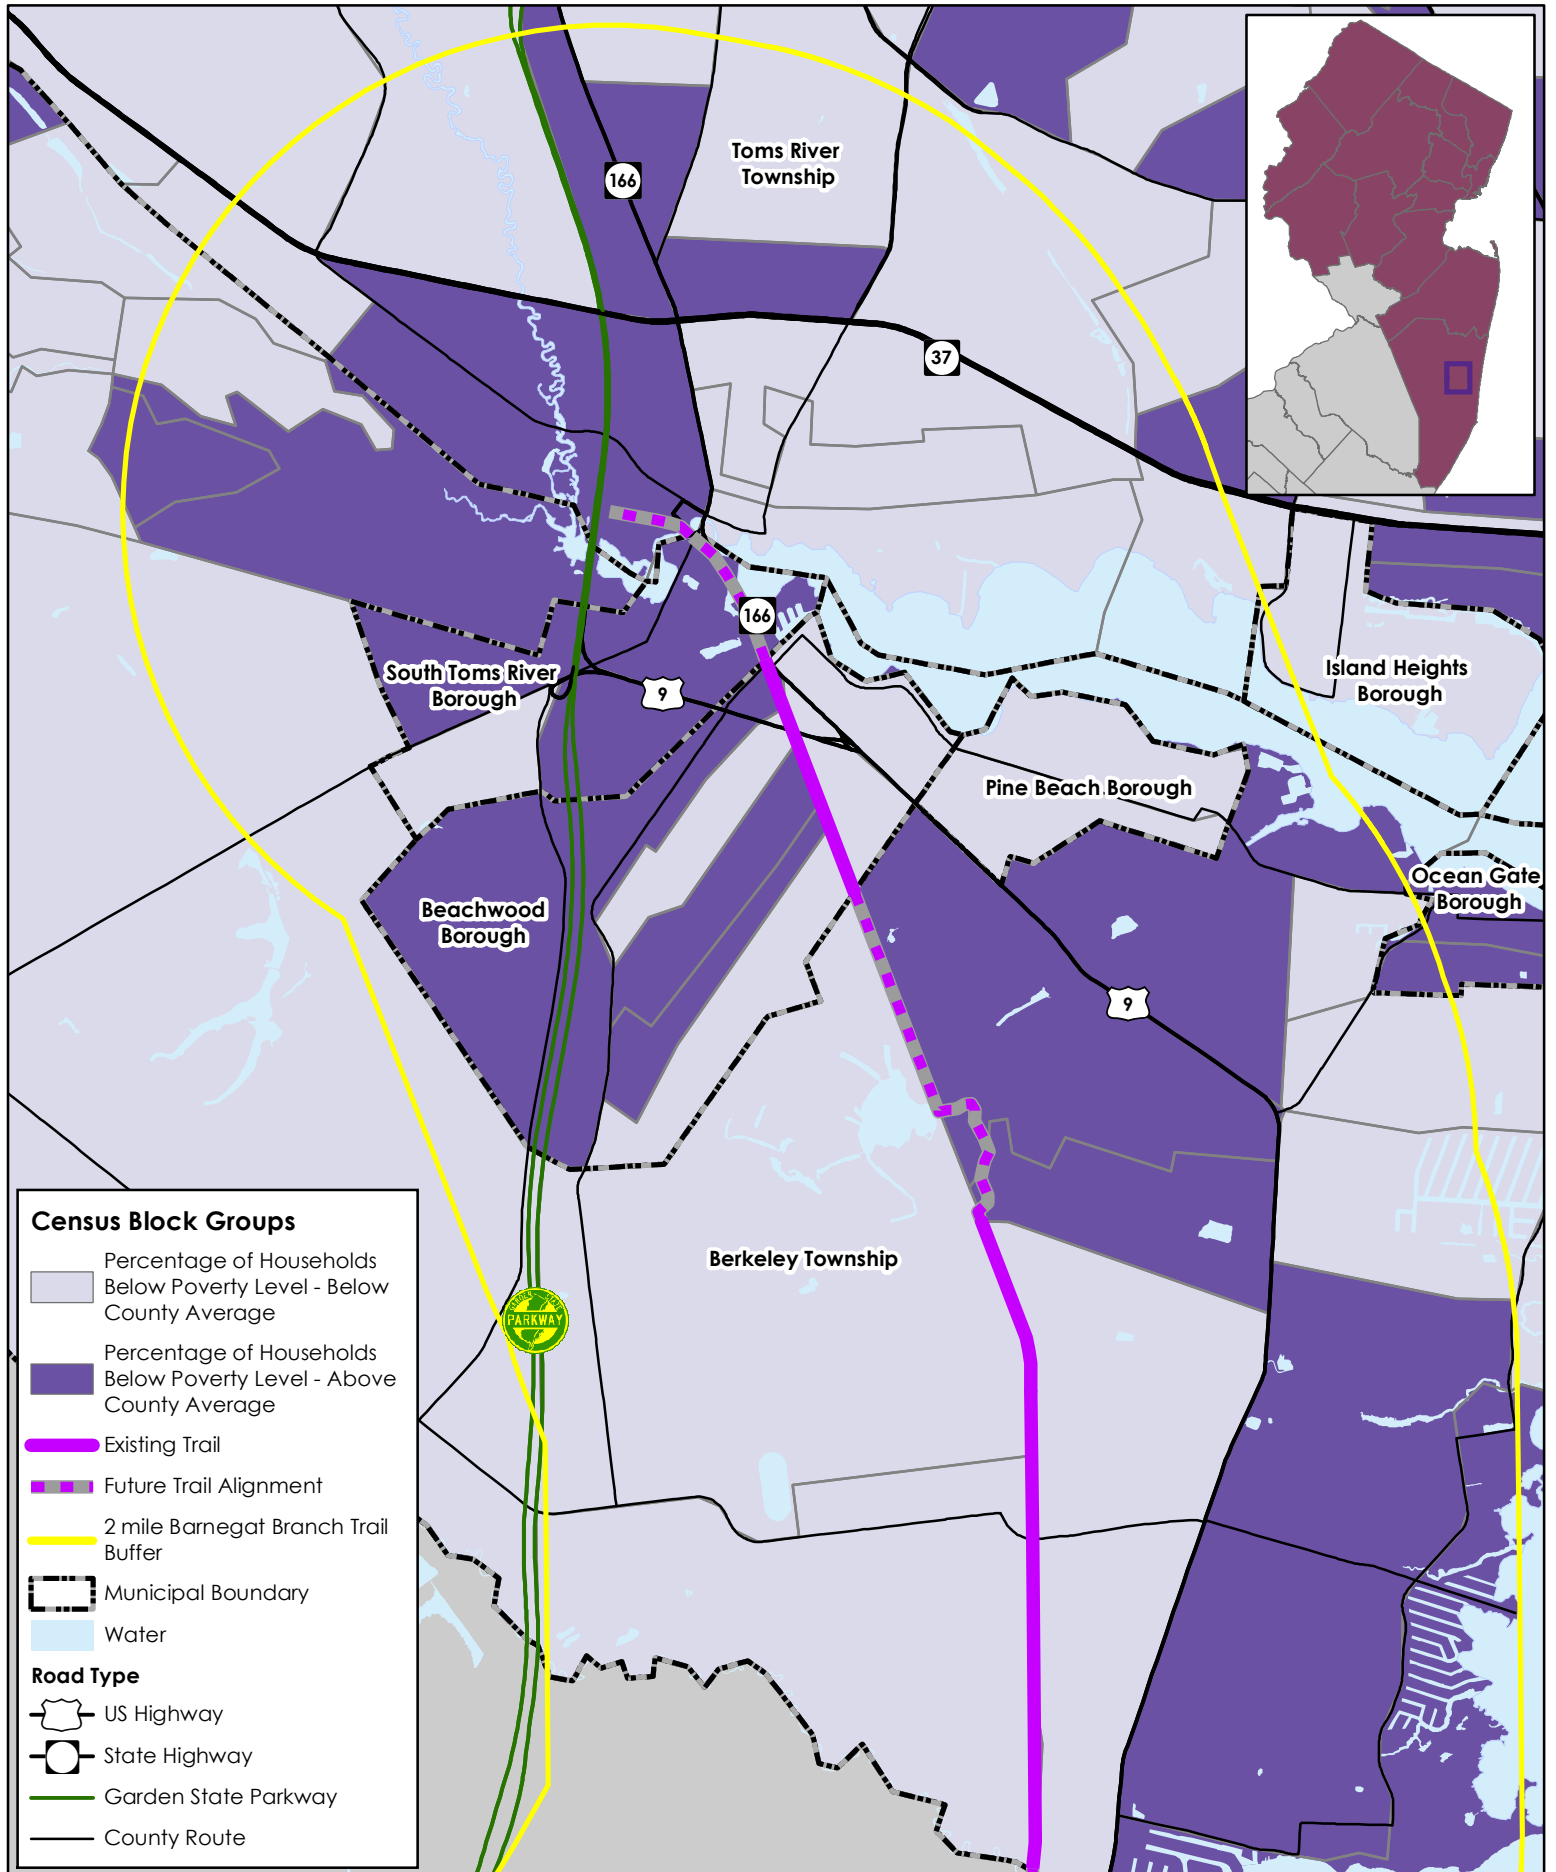 Toms River
Township
166
37
166
South Toms River
Borough
9
Island Heights
Borough
Pine Beach Borough
Ocean Gate
Borough
Beachwood
Borough
9
Berkeley Township
PARKWAY
Census Block Groups
Percentage of Households
Below Poverty Level - Below
County Average
Percentage of Households
Below Poverty Level - Above
County Average
Existing Trail
Future Trail Alignment
2 mile Barnegat Branch Trail
Buffer
Municipal Boundary
Water
Road Type
US Highway
State Highway
Garden State Parkway
County Route